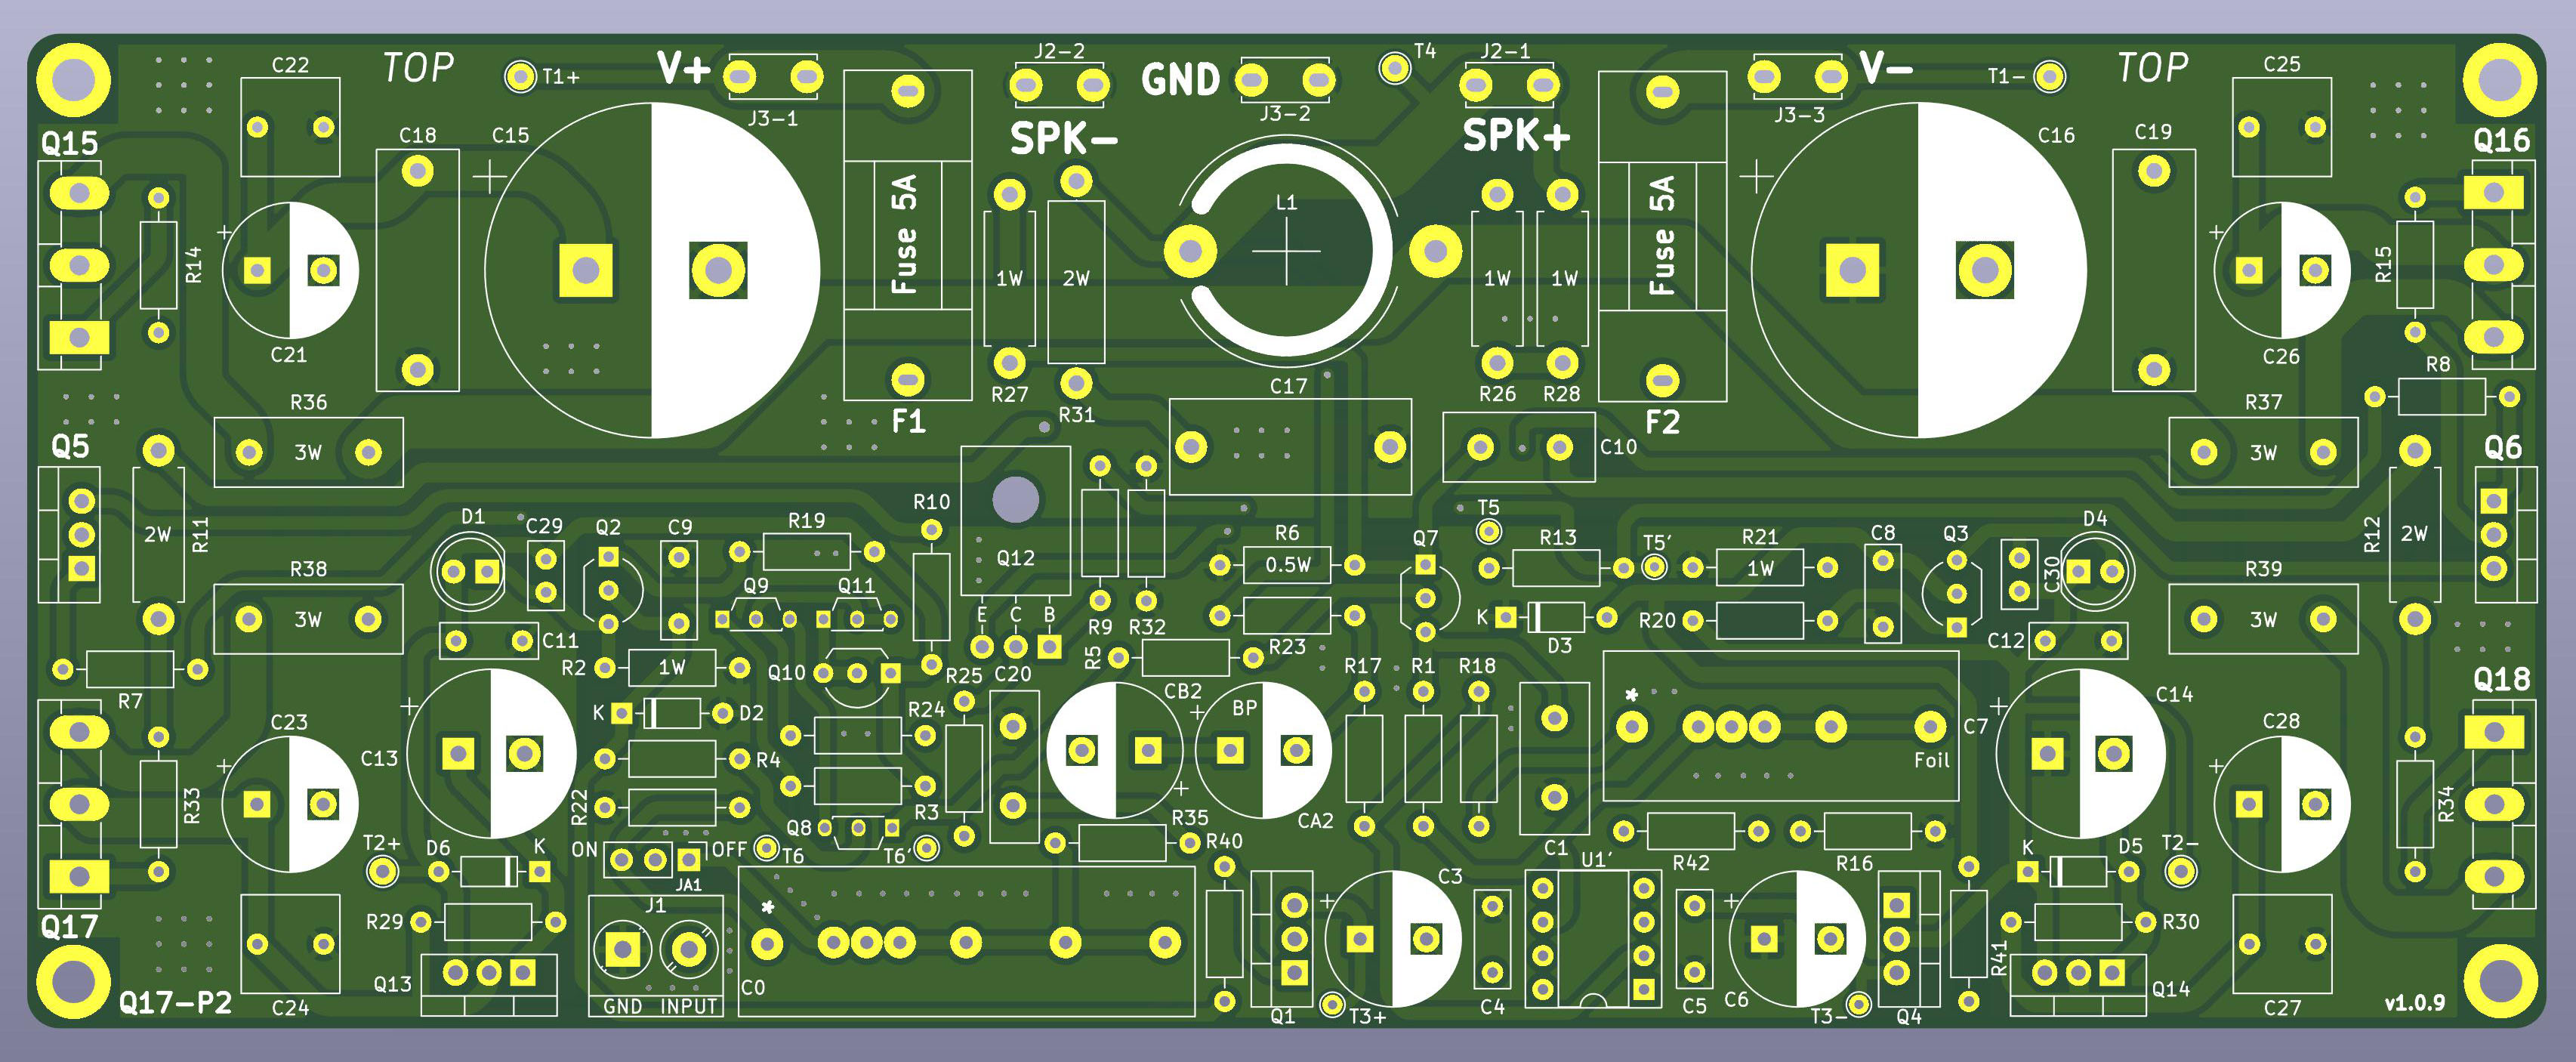 C22
TOP
T1+
V+
J3-1
J2-2
GND
J3-2
T4
J2-1
V-
J3-3
T1-
TOP
C25
Q15
C18
+
C15
SPK-
SPK+
+
C16
C19
Q16
+
R14
C21
Fuse 5A
1W
2W
L1
1W
1W
Fuse 5A
+
R15
C26
R36
3W
F1
R27
R31
C17
R26
R28
F2
R37
3W
R8
Q5
C10
Q6
2W
R11
D1
C29
Q2
C9
R19
R10
Q12
R6
0.5W
Q7
T5
R13
T5'
R21
1W
C8
Q3
C30
D4
R12
2W
R38
3W
C11
Q9
Q11
E
C
B
R9
R32
R23
K
D3
R20
C12
R39
3W
R7
R2
1W
Q10
R25
C20
R5
CB2
R17
R1
R18
*
Q18
Q17
C23
+
+
C13
K
D2
R4
R24
BP
+
C7
Foil
+
C14
C28
+
R33
R22
R3
+
CA2
R34
T2+
D6
K
ON
OFF
JA1
T6
Q8
T6'
R35
R40
C1
U1'
R42
R16
K
D5
T2-
R29
J1
*
+
C3
+
R41
R30
Q13
GND
INPUT
C0
Q1
T3+
C4
C5
C6
T3-
Q4
Q14
Q17-P2
C24
C27
v1.0.9